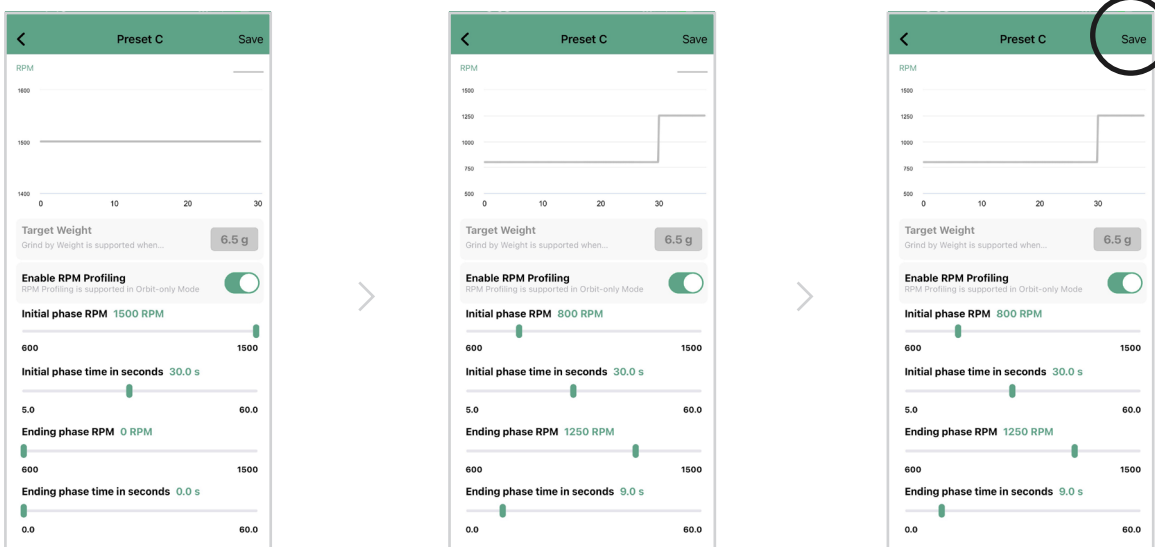 Preset C Save
RPM
1600
1500
1400
0 10 20 30
Target Weight
Grind by Weight is supported when...
6.5 g
Enable RPM Profiling
RPM Profiling is supported in Orbit-only Mode
Initial phase RPM 1500 RPM
600 1500
Initial phase time in seconds 30.0 s
5.0 60.0
Ending phase RPM 0 RPM
600 1500
Ending phase time in seconds 0.0 s
0.0 60.0
Preset C Save
RPM
1500
1250
1000
750
500
0 10 20 30
Target Weight
Grind by Weight is supported when...
6.5 g
Enable RPM Profiling
RPM Profiling is supported in Orbit-only Mode
Initial phase RPM 800 RPM
600 1500
Initial phase time in seconds 30.0 s
5.0 60.0
Ending phase RPM 1250 RPM
600 1500
Ending phase time in seconds 9.0 s
0.0 60.0
Preset C Save
RPM
1500
1250
1000
750
500
0 10 20 30
Target Weight
Grind by Weight is supported when...
6.5 g
Enable RPM Profiling
RPM Profiling is supported in Orbit-only Mode
Initial phase RPM 800 RPM
600 1500
Initial phase time in seconds 30.0 s
5.0 60.0
Ending phase RPM 1250 RPM
600 1500
Ending phase time in seconds 9.0 s
0.0 60.0